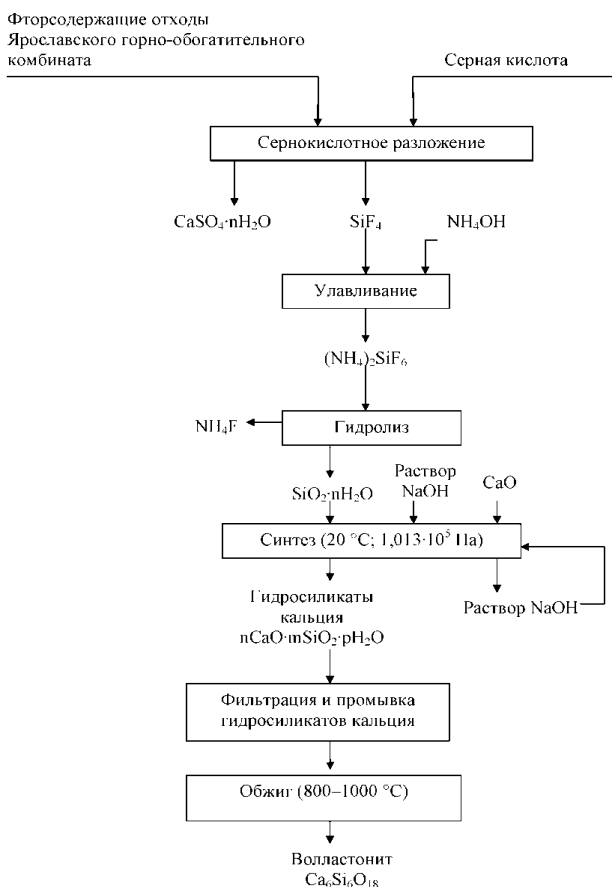 Фторсодержащие отходы
Ярославского горно-обогатительного
комбината
Серная кислота
Сернокислотное разложение
CaSO₄·nH₂O
SiF₄
NH₄OH
Улавливание
(NH₄)₂SiF₆
NH₄F
Гидролиз
SiO₂·nH₂O
Раствор
NaOH
CaO
Синтез (20 °C; 1,013·10⁵ Па)
Гидросиликаты
кальция
nCaO·mSiO₂·pH₂O
Раствор NaOH
Фильтрация и промывка
гидросиликатов кальция
Обжиг (800–1000 °C)
Волластонит
Ca₆Si₆O₁₈